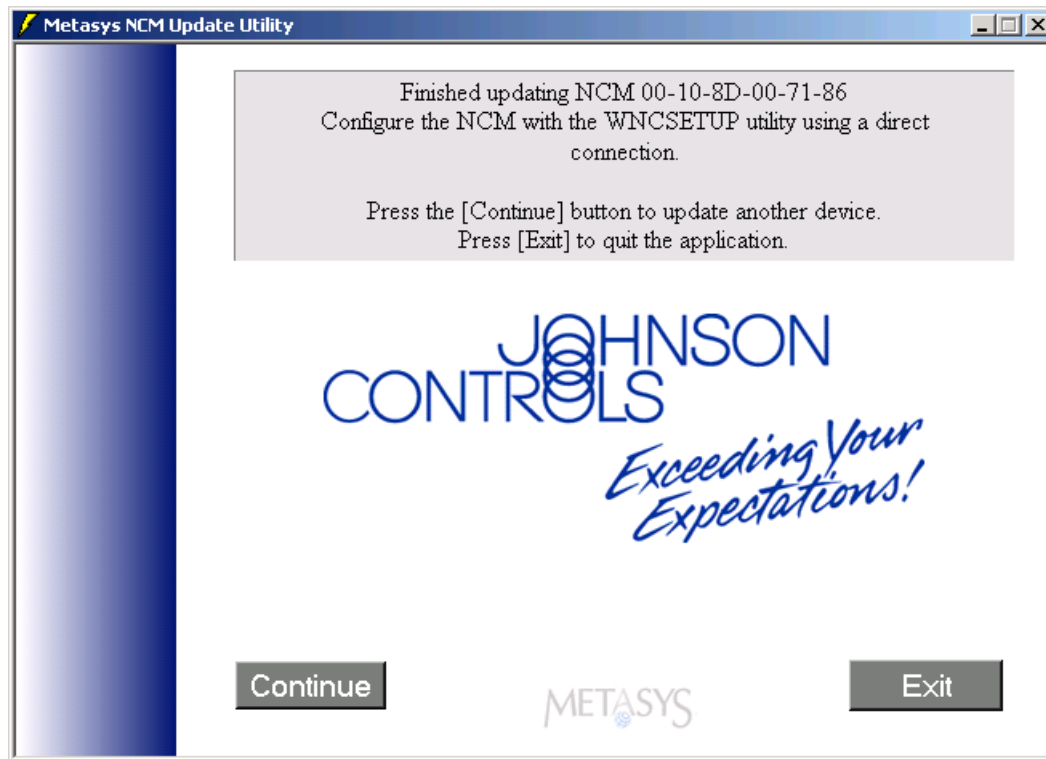 Metasys NCM Update Utility
Finished updating NCM 00-10-8D-00-71-86
Configure the NCM with the WNCSETUP utility using a direct
connection.
Press the [Continue] button to update another device.
Press [Exit] to quit the application.
JOHNSON
CONTROLS
Exceeding Your
Expectations!
Continue
METASYS
Exit